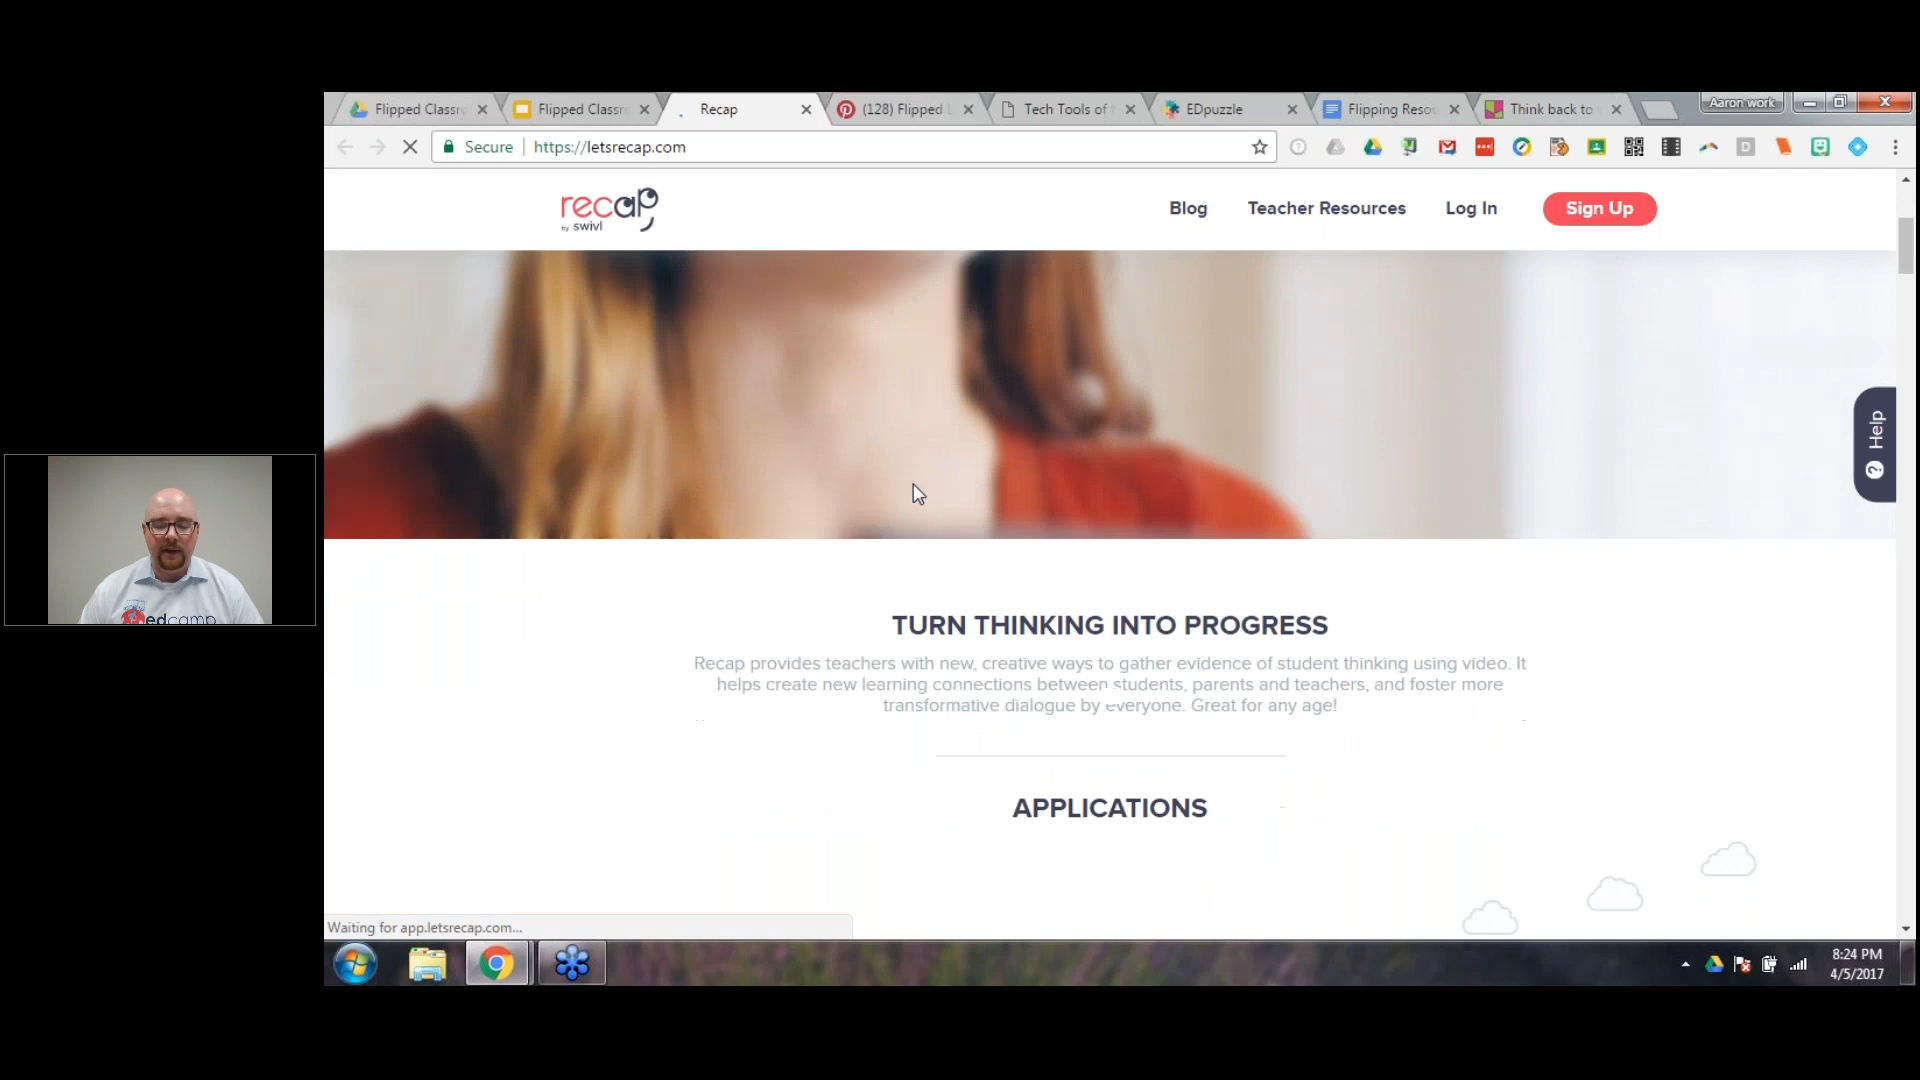 Flipped Classr
Flipped Classr
Recap
(128) Flipped L
Tech Tools of t
EDpuzzle
Flipping Resou
Think back to
Aaron work
Secure
https://letsrecap.com
recap
by swivl
Blog
Teacher Resources
Log In
Sign Up
? Help
edcamp
TURN THINKING INTO PROGRESS
Recap provides teachers with new, creative ways to gather evidence of student thinking using video. It
helps create new learning connections between students, parents and teachers, and foster more
transformative dialogue by everyone. Great for any age!
APPLICATIONS
Waiting for app.letsrecap.com...
8:24 PM
4/5/2017